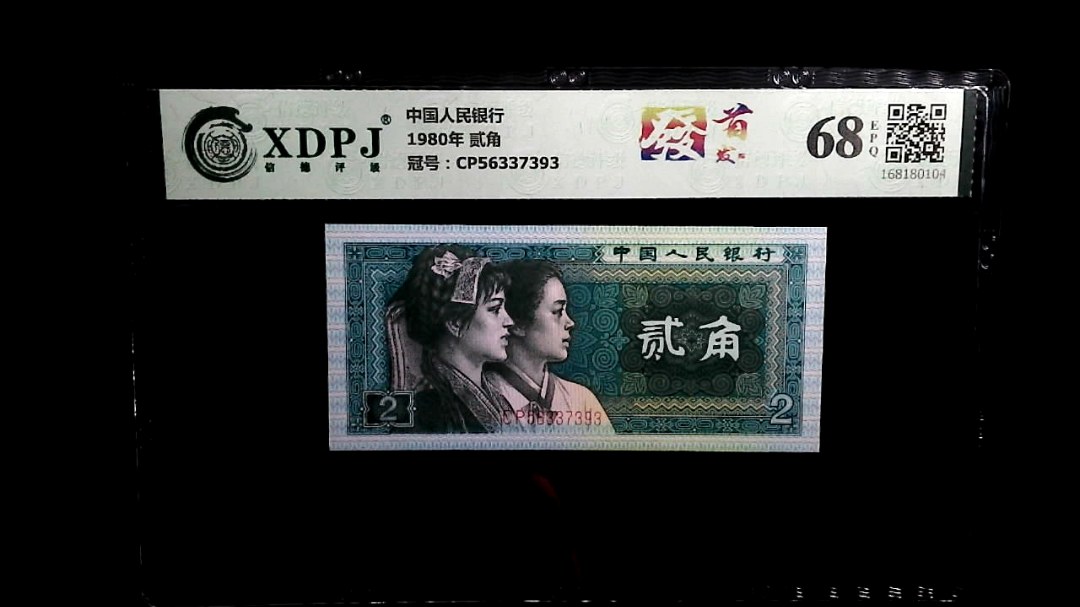 XDPJ®
信德评级
中国人民银行
1980年 贰角
冠号：CP56337393
發
首发
68
EPQ
168180104
中国人民银行
贰角
2
2
CP56337393